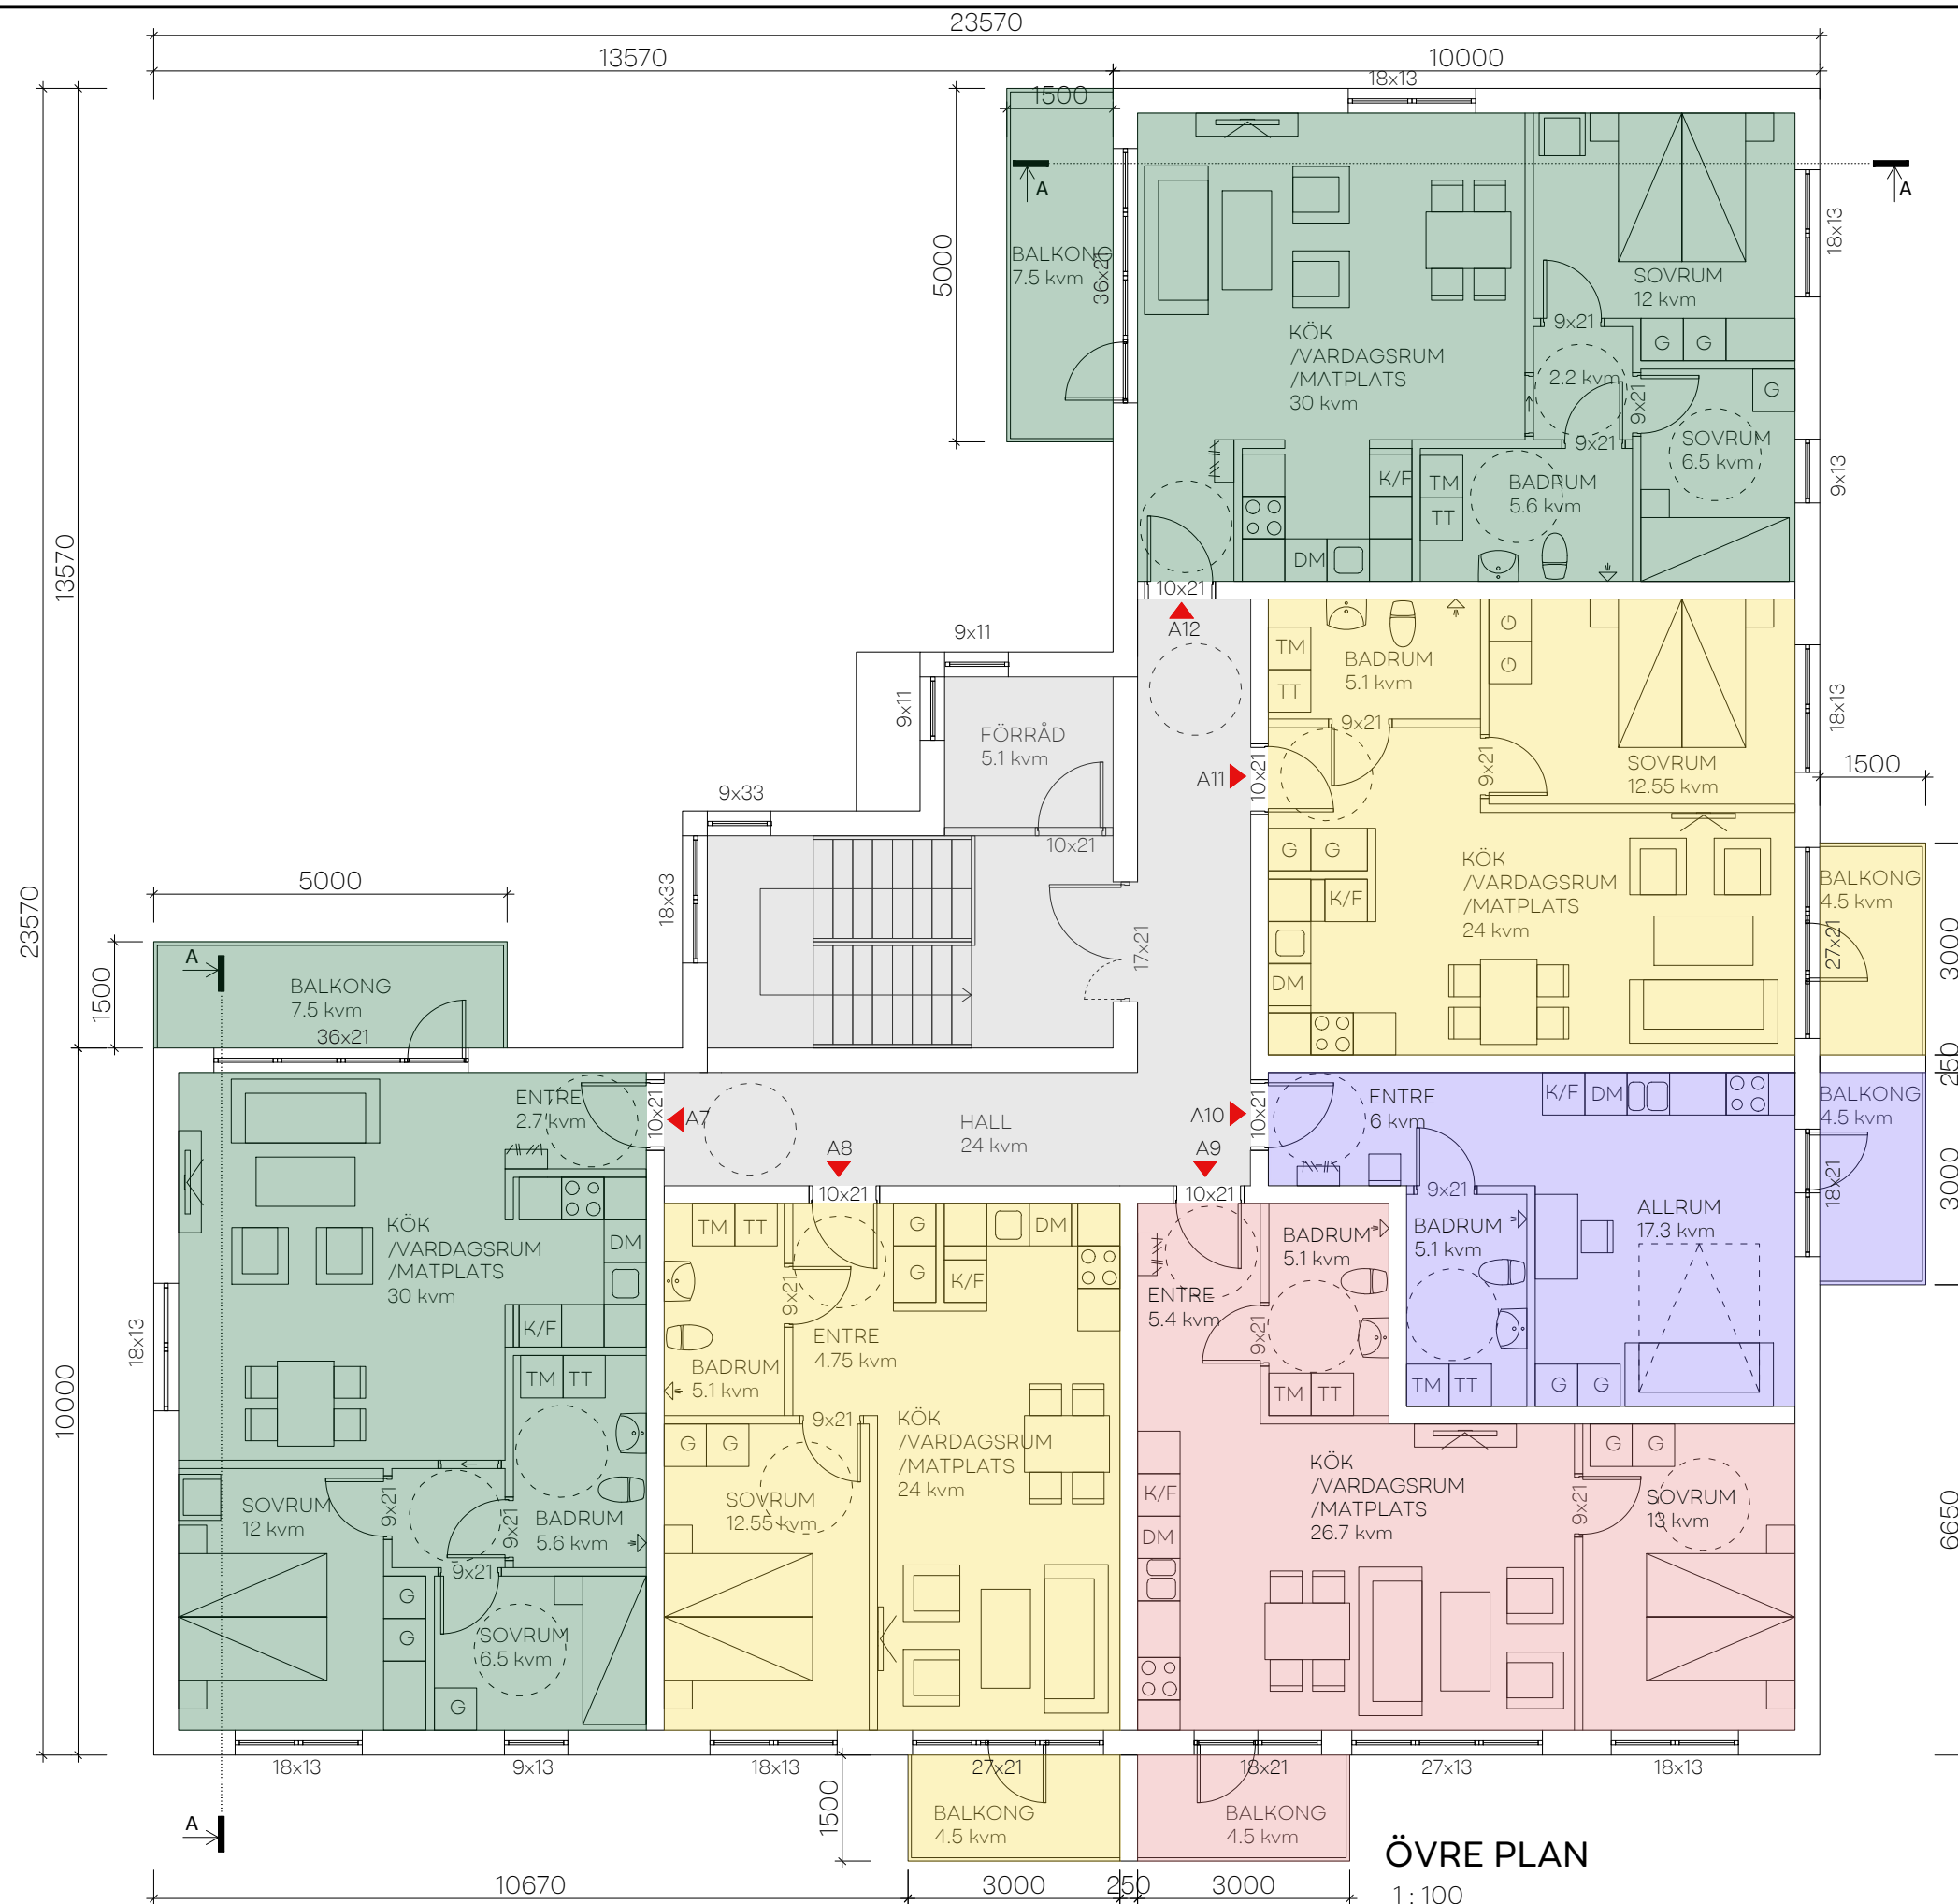 23570
13570
10000
18x13
1500
A
A
5000
BALKONG
7.5 kvm
36x21
SOVRUM
12 kvm
18x13
KÖK
/VARDAGSRUM
/MATPLATS
30 kvm
9x21
G
G
2.2 kvm
9x21
G
9x21
SOVRUM
6.5 kvm
9x13
K/F
TM
TT
BADRUM
5.6 kvm
DM
13570
10x21
A12
9x11
9x11
FÖRRÅD
5.1 kvm
10x21
TM
TT
BADRUM
5.1 kvm
G
G
9x21
9x21
SOVRUM
12.55 kvm
18x13
1500
A11
10x21
9x33
18x33
17x21
G
G
K/F
DM
KÖK
/VARDAGSRUM
/MATPLATS
24 kvm
BALKONG
4.5 kvm
27x21
3000
250
23570
5000
1500
A
BALKONG
7.5 kvm
36x21
ENTRE
2.7 kvm
10x21
A7
A8
10x21
HALL
24 kvm
A10
A9
10x21
10x21
ENTRE
6 kvm
K/F
DM
BALKONG
4.5 kvm
18x21
3000
9x21
BADRUM
5.1 kvm
ALLRUM
17.3 kvm
TM
TT
G
G
KÖK
/VARDAGSRUM
/MATPLATS
30 kvm
DM
K/F
TM
TT
18x13
10000
TM
TT
9x21
G
G
K/F
DM
ENTRE
4.75 kvm
BADRUM
5.1 kvm
9x21
KÖK
/VARDAGSRUM
/MATPLATS
24 kvm
G
G
SOVRUM
12.55 kvm
ENTRE
5.4 kvm
BADRUM
5.1 kvm
9x21
TM
TT
K/F
DM
KÖK
/VARDAGSRUM
/MATPLATS
26.7 kvm
9x21
G
G
SOVRUM
13 kvm
6650
SOVRUM
12 kvm
9x21
9x21
BADRUM
5.6 kvm
9x21
G
G
SOVRUM
6.5 kvm
G
18x13
9x13
18x13
27x21
18x21
27x13
18x13
A
1500
BALKONG
4.5 kvm
BALKONG
4.5 kvm
ÖVRE PLAN
1 : 100
10670
3000
250
3000